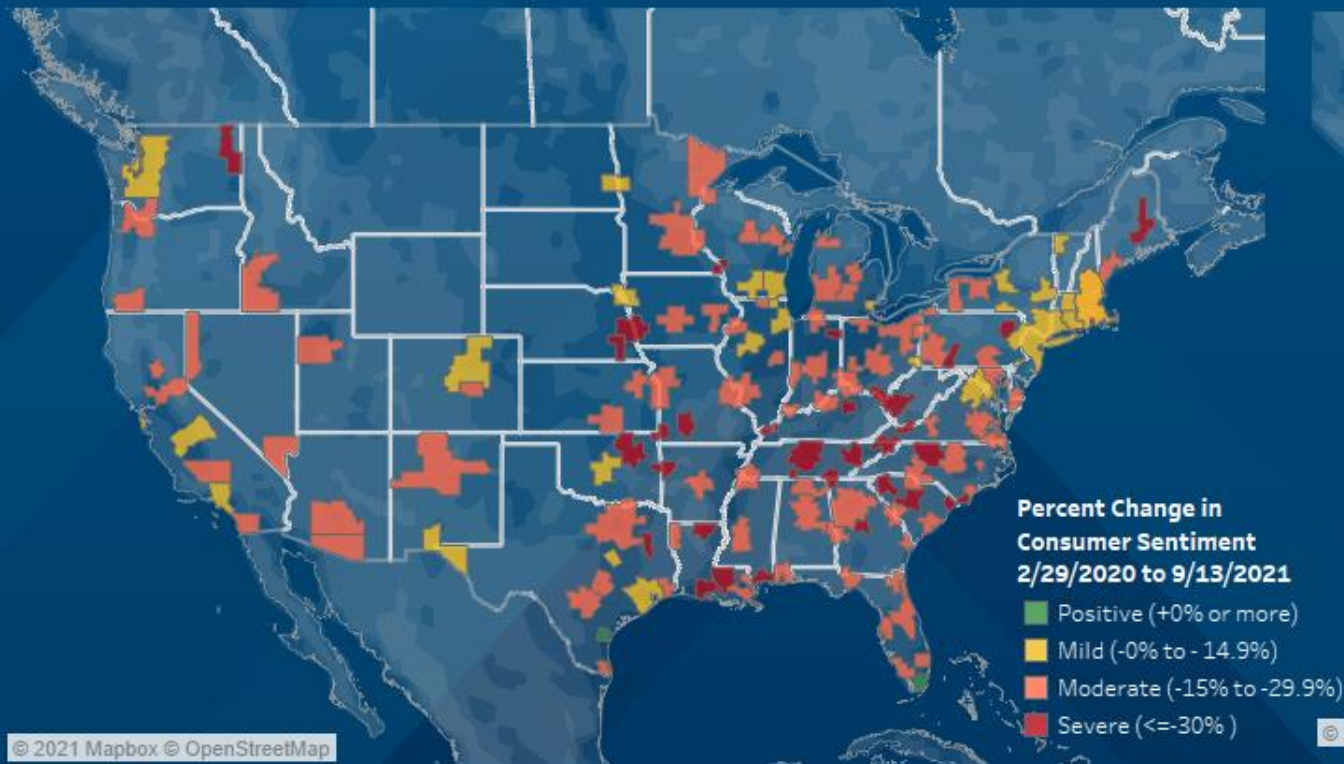 Percent Change in
Consumer Sentiment
2/29/2020 to 9/13/2021
Positive (+0% or more)
Mild (-0% to - 14.9%)
Moderate (-15% to -29.9%)
Severe (<=-30% )
© 2021 Mapbox © OpenStreetMap
©